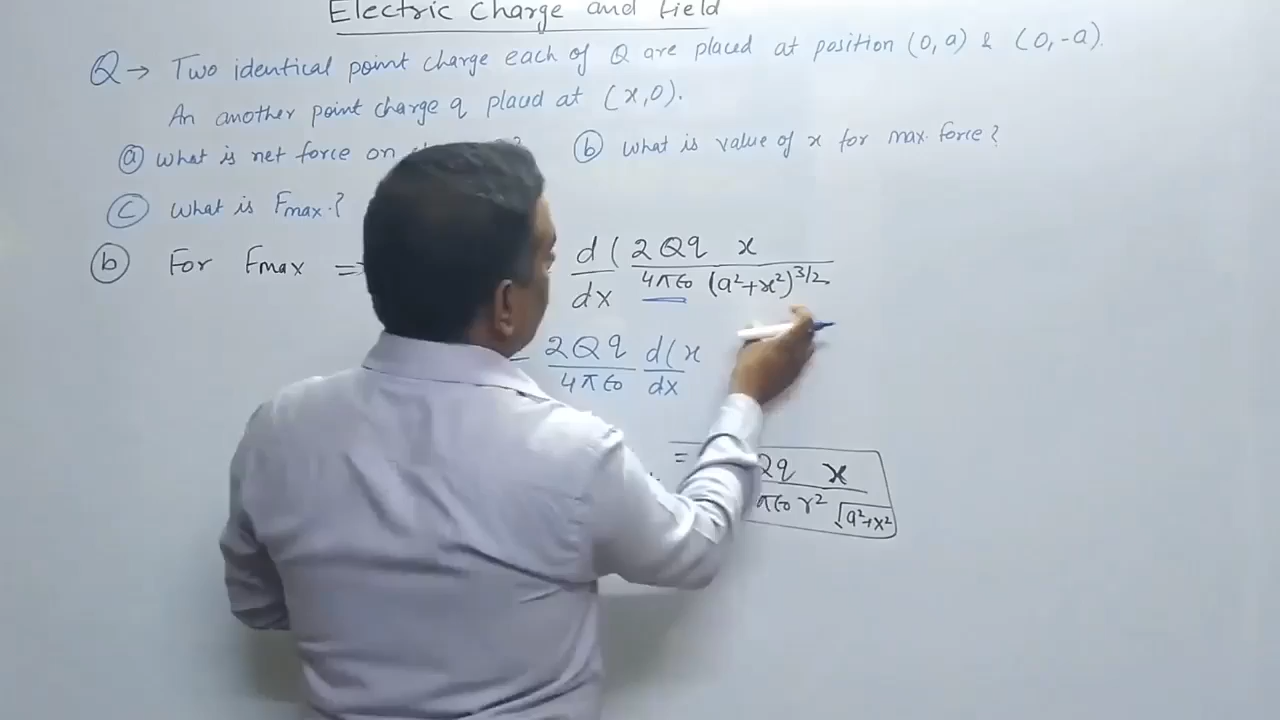 Electric Charge and Field
Q → Two identical point charge each of Q are placed at position (0, a) & (0, -a).
An another point charge q placed at (x, 0).
(a) What is net force on
(b) What is value of x for max. force?
(c) What is Fmax.?
(b) For Fmax =
d/dx ( 2Qq x / 4πϵ0 (a²+x²)^3/2
= 2Qq / 4πϵ0 d/dx ( x
= 2q x / πϵ0 r² √a²+x²